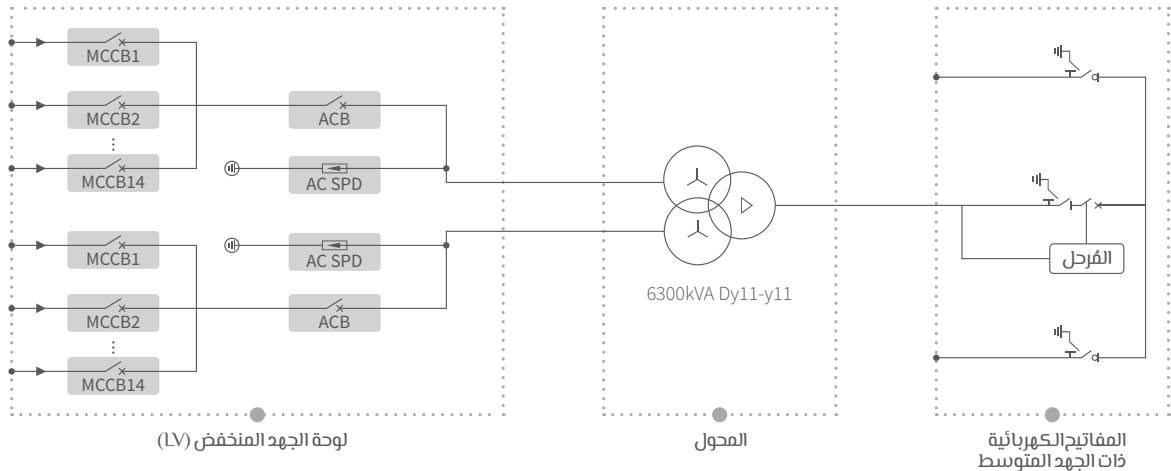 MCCB1
MCCB2
ACB
MCCB14
AC SPD
MCCB1
AC SPD
MCCB2
ACB
MCCB14
6300kVA Dy11-y11
المُرحل
لوحة الجهد المنخفض (LV)
المحول
المفاتيح الكهربائية
ذات الجهد المتوسط